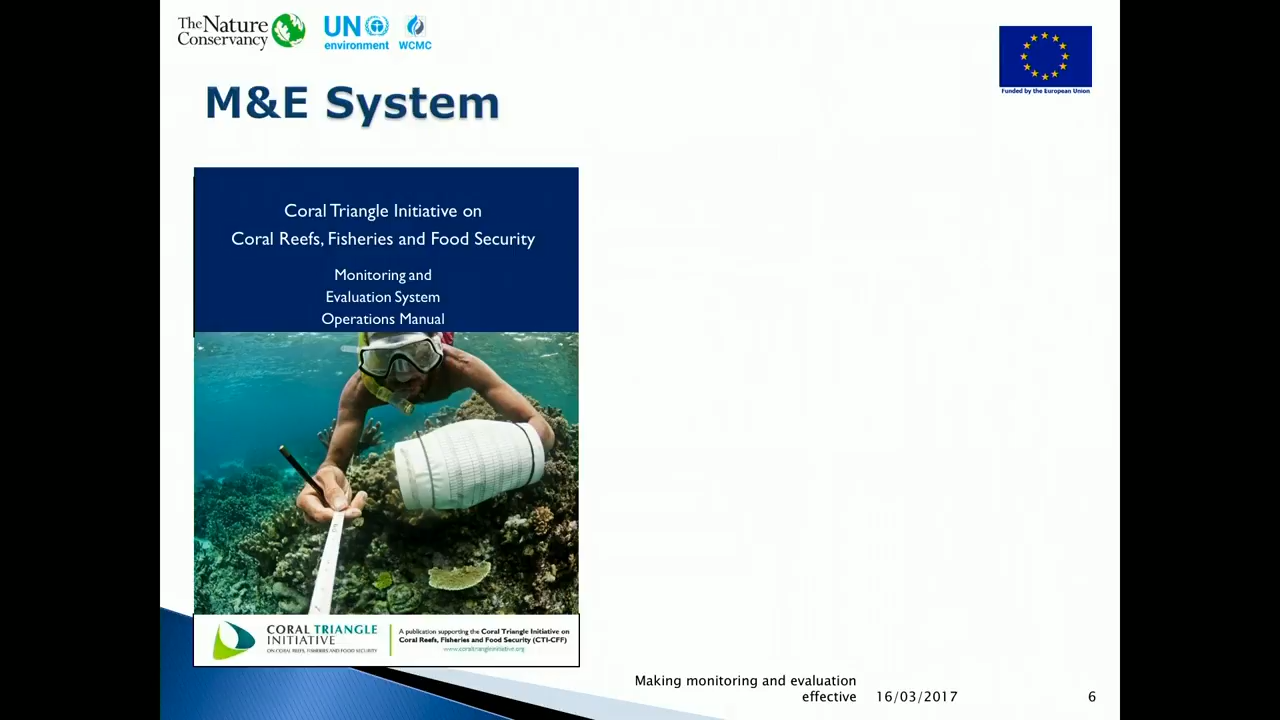 The Nature
Conservancy
UN
environment
WCMC
Funded by the European Union
M&E System
Coral Triangle Initiative on
Coral Reefs, Fisheries and Food Security
Monitoring and
Evaluation System
Operations Manual
CORAL TRIANGLE
INITIATIVE
ON CORAL REEFS, FISHERIES AND FOOD SECURITY
A publication supporting the Coral Triangle Initiative on
Coral Reefs, Fisheries and Food Security (CTI-CFF)
www.coraltriangleinitiative.org
Making monitoring and evaluation
effective
16/03/2017
6